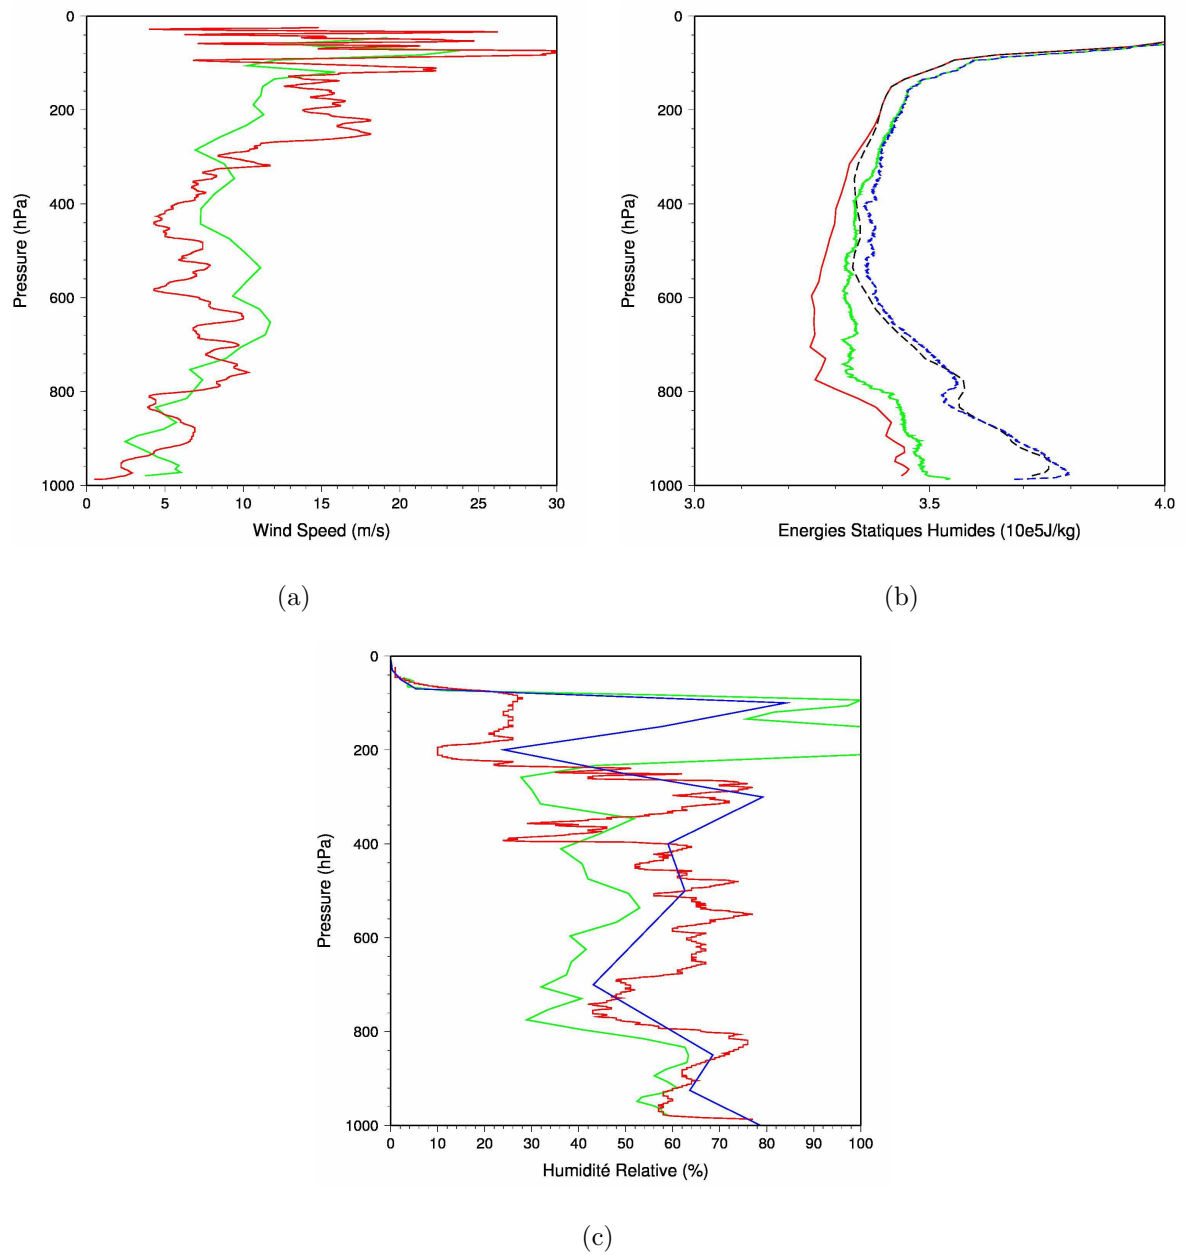 0
200
400
600
800
1000
Pressure (hPa)
0 5 10 15 20 25 30
Wind Speed (m/s)
(a)
0
200
400
600
800
1000
Pressure (hPa)
3.0 3.5 4.0
Energies Statiques Humides (10e5J/kg)
(b)
0
200
400
600
800
1000
Pressure (hPa)
0 10 20 30 40 50 60 70 80 90 100
Humidité Relative (%)
(c)